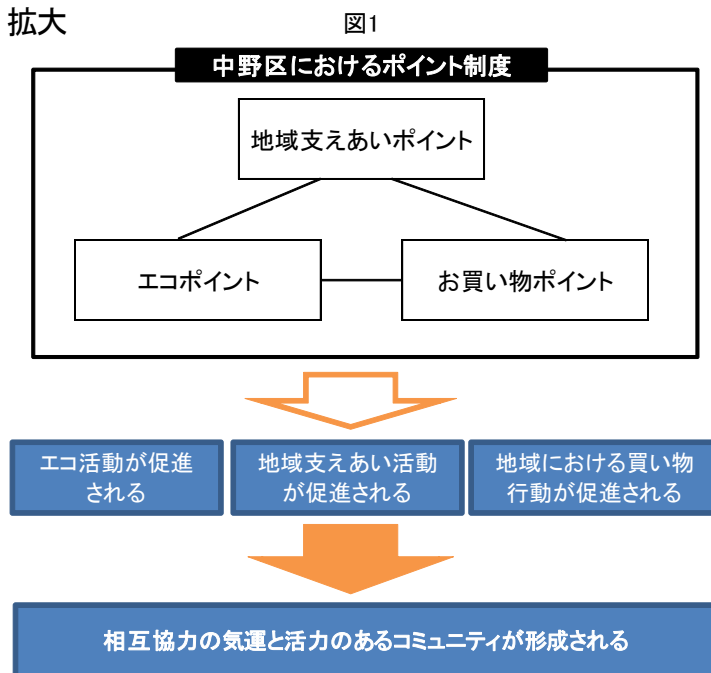 拡大
図1
中野区におけるポイント制度
地域支えあいポイント
エコポイント
お買い物ポイント
エコ活動が促進
される
地域支えあい活動
が促進される
地域における買い物
行動が促進される
相互協力の気運と活力のあるコミュニティが形成される